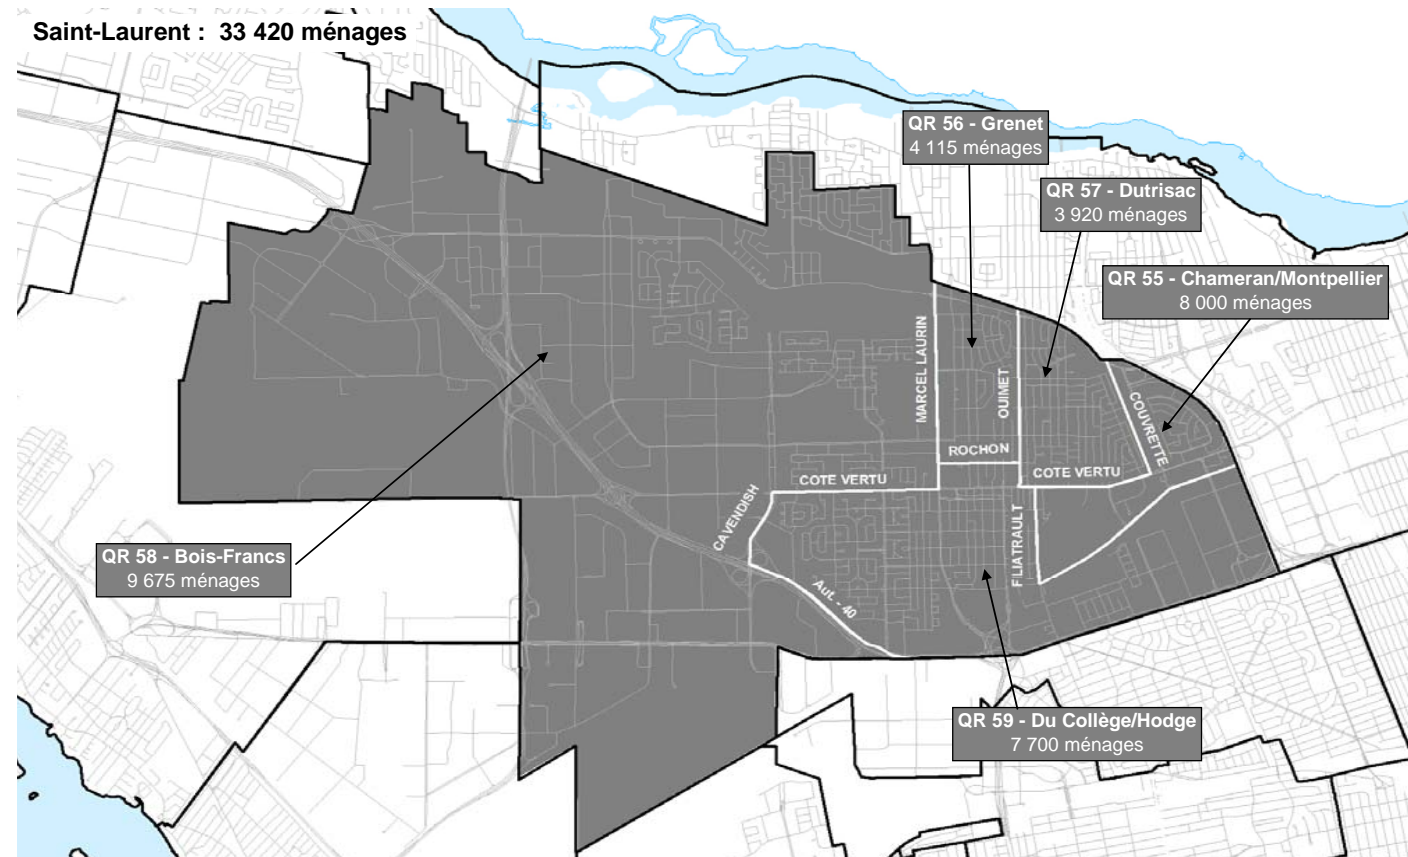 Saint-Laurent :  33 420 ménages
QR 56 - Grenet
4 115 ménages
QR 57 - Dutrisac
3 920 ménages
QR 55 - Chameran/Montpellier
8 000 ménages
MARCEL LAURIN
OUIMET
COUVRETTE
ROCHON
COTE VERTU
COTE VERTU
CAVENDISH
FILIATRAULT
QR 58 - Bois-Francs
9 675 ménages
Aut. - 40
QR 59 - Du Collège/Hodge
7 700 ménages